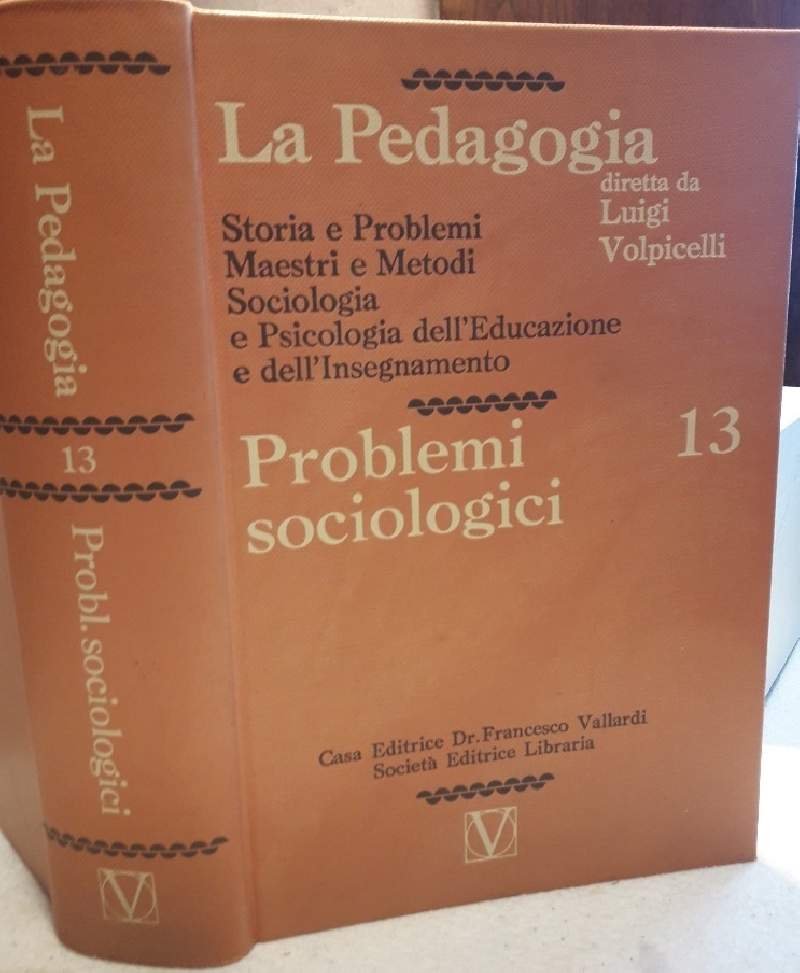 La Pedagogia
13
Probl. sociologici
V
La Pedagogia
diretta da
Luigi
Volpicelli
Storia e Problemi
Maestri e Metodi
Sociologia
e Psicologia dell'Educazione
e dell'Insegnamento
Problemi
sociologici
13
Casa Editrice Dr. Francesco Vallardi
Società Editrice Libraria
V